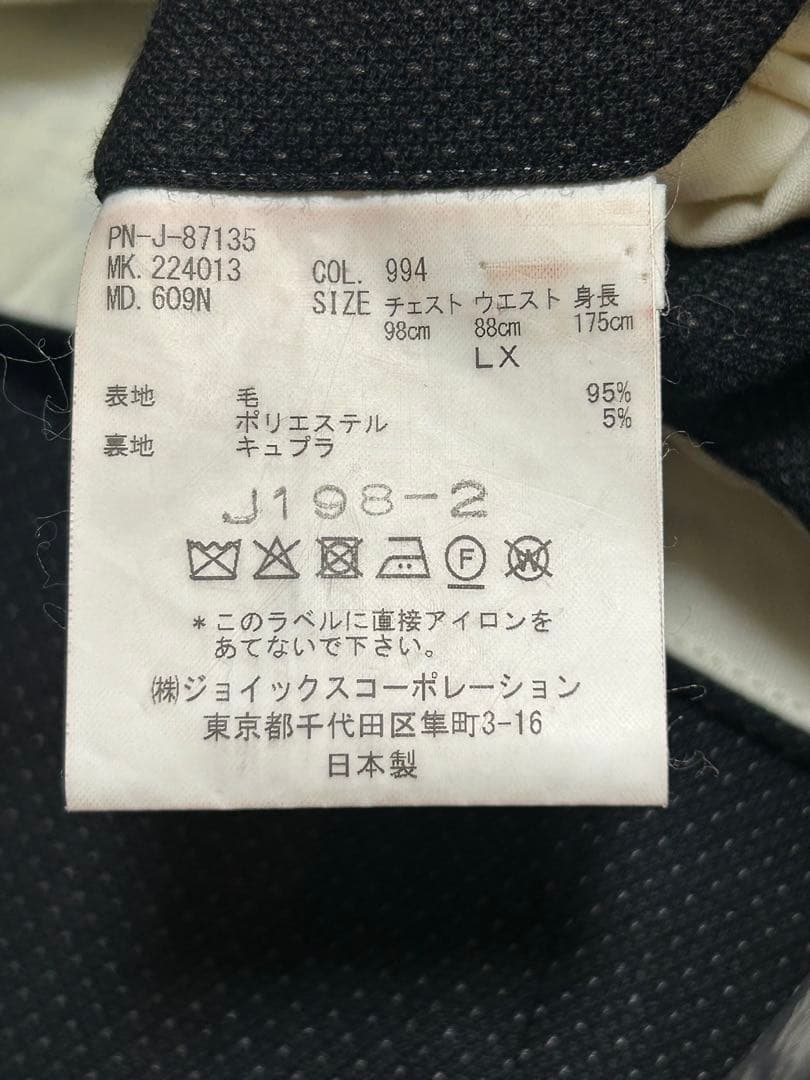 PN-J-87135
MK. 224013 COL. 994
MD. 609N SIZE チェスト ウエスト 身長
98cm 88cm 175cm
LX
表地 毛 95%
ポリエステル 5%
裏地 キュプラ
J198-2
F
W
*このラベルに直接アイロンを
あてないで下さい。
㈱ジョイックスコーポレーション
東京都千代田区隼町3-16
日本製